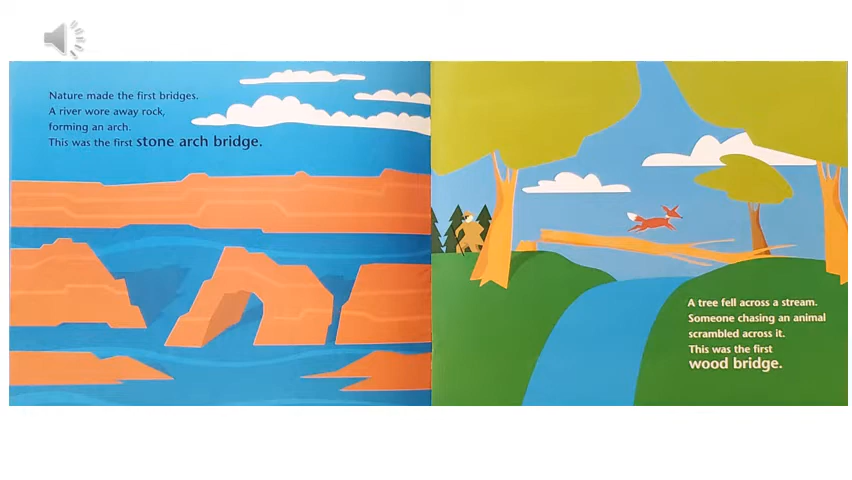 Nature made the first bridges.
A river wore away rock,
forming an arch.
This was the first stone arch bridge.
A tree fell across a stream.
Someone chasing an animal
scrambled across it.
This was the first
wood bridge.